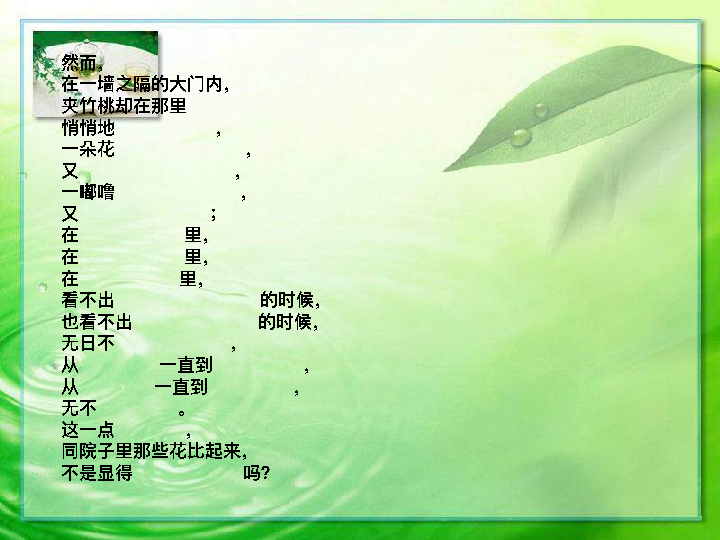 然而，
在一墙之隔的大门内，
夹竹桃却在那里
悄悄地 ，
一朵花 ，
又 ，
一嘟噜 ，
又 ；
在 里，
在 里，
在 里，
看不出 的时候，
也看不出 的时候，
无日不 ，
从 一直到 ，
从 一直到 ，
无不 。
这一点 ，
同院子里那些花比起来，
不是显得 吗?